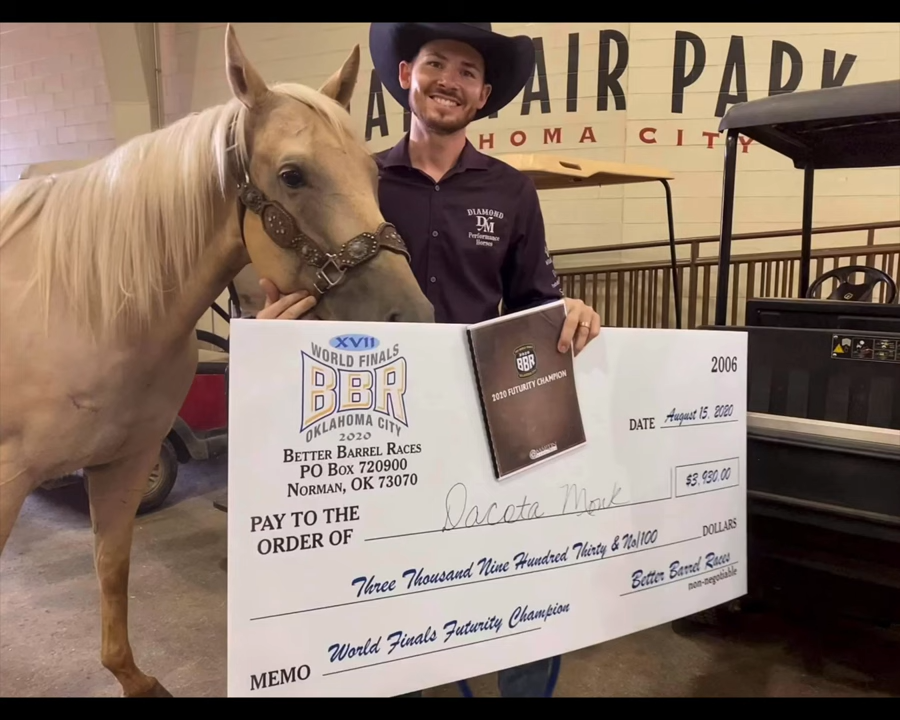 FAIR PARK
HOMA CITY
DIAMOND
DM
Performance
Horses
XVII
WORLD FINALS
BBR
OKLAHOMA CITY
2020
BETTER BARREL RACES
PO BOX 720900
NORMAN, OK 73070
BBR
2020 FUTURITY CHAMPION
2006
DATE August 15, 2020
PAY TO THE
ORDER OF
Dacota Monk
$3,930.00
Three Thousand Nine Hundred Thirty & No/100 DOLLARS
Better Barrel Races
non-negotiable
MEMO World Finals Futurity Champion